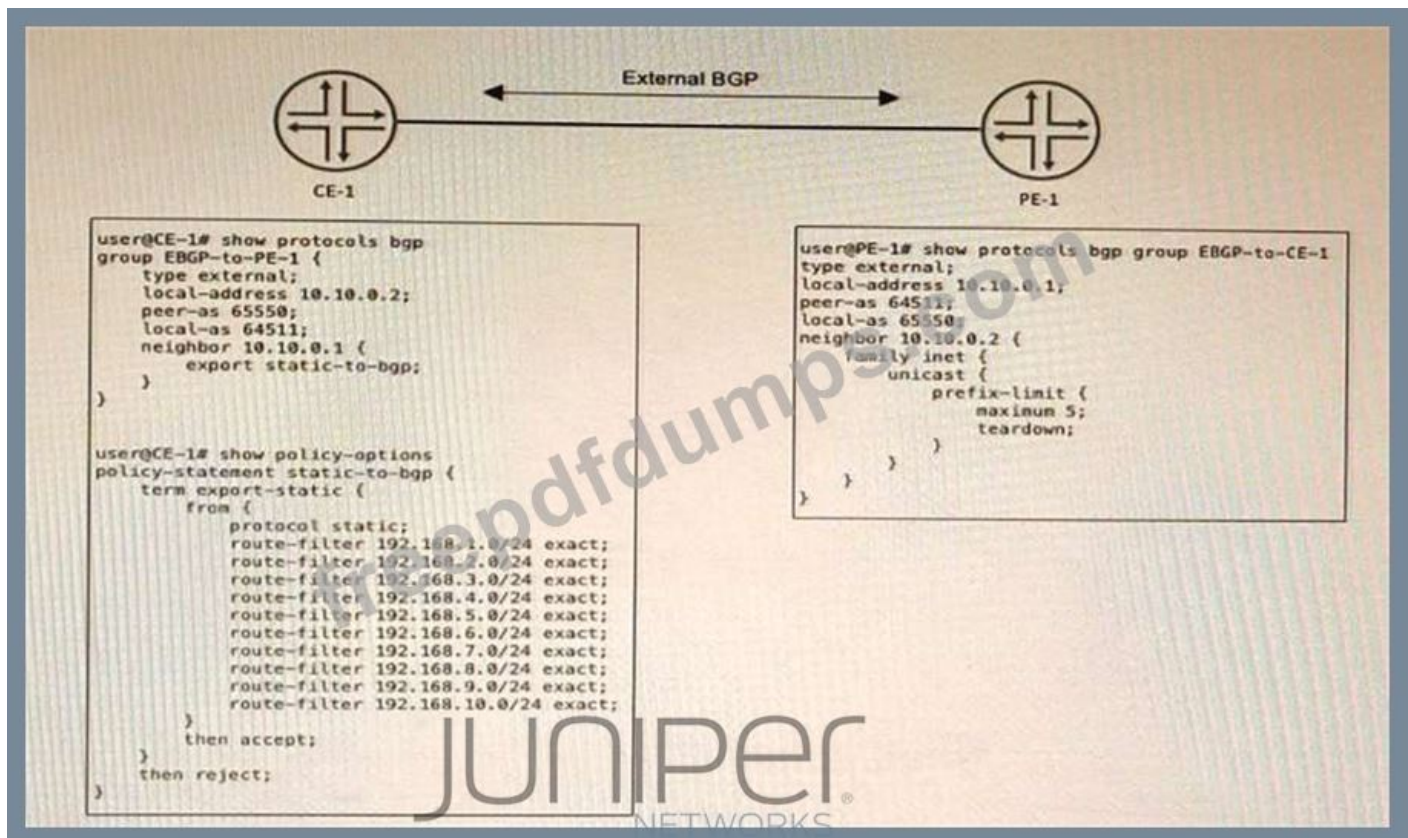 External BGP
CE-1
PE-1
user@CE-1# show protocols bgp
group EBGP-to-PE-1 {
type external;
local-address 10.10.0.2;
peer-as 65550;
local-as 64511;
neighbor 10.10.0.1 {
export static-to-bgp;
}
}
user@CE-1# show policy-options
policy-statement static-to-bgp {
term export-static {
from {
protocol static;
route-filter 192.168.1.0/24 exact;
route-filter 192.168.2.0/24 exact;
route-filter 192.168.3.0/24 exact;
route-filter 192.168.4.0/24 exact;
route-filter 192.168.5.0/24 exact;
route-filter 192.168.6.0/24 exact;
route-filter 192.168.7.0/24 exact;
route-filter 192.168.8.0/24 exact;
route-filter 192.168.9.0/24 exact;
route-filter 192.168.10.0/24 exact;
}
then accept;
}
then reject;
}
user@PE-1# show protocols bgp group EBGP-to-CE-1
type external;
local-address 10.10.0.1;
peer-as 64511;
local-as 65550;
neighbor 10.10.0.2 {
family inet {
unicast {
prefix-limit {
maximum 5;
teardown;
}
}
}
}
freepdfdumps.com
JUNIPER
NETWORKS